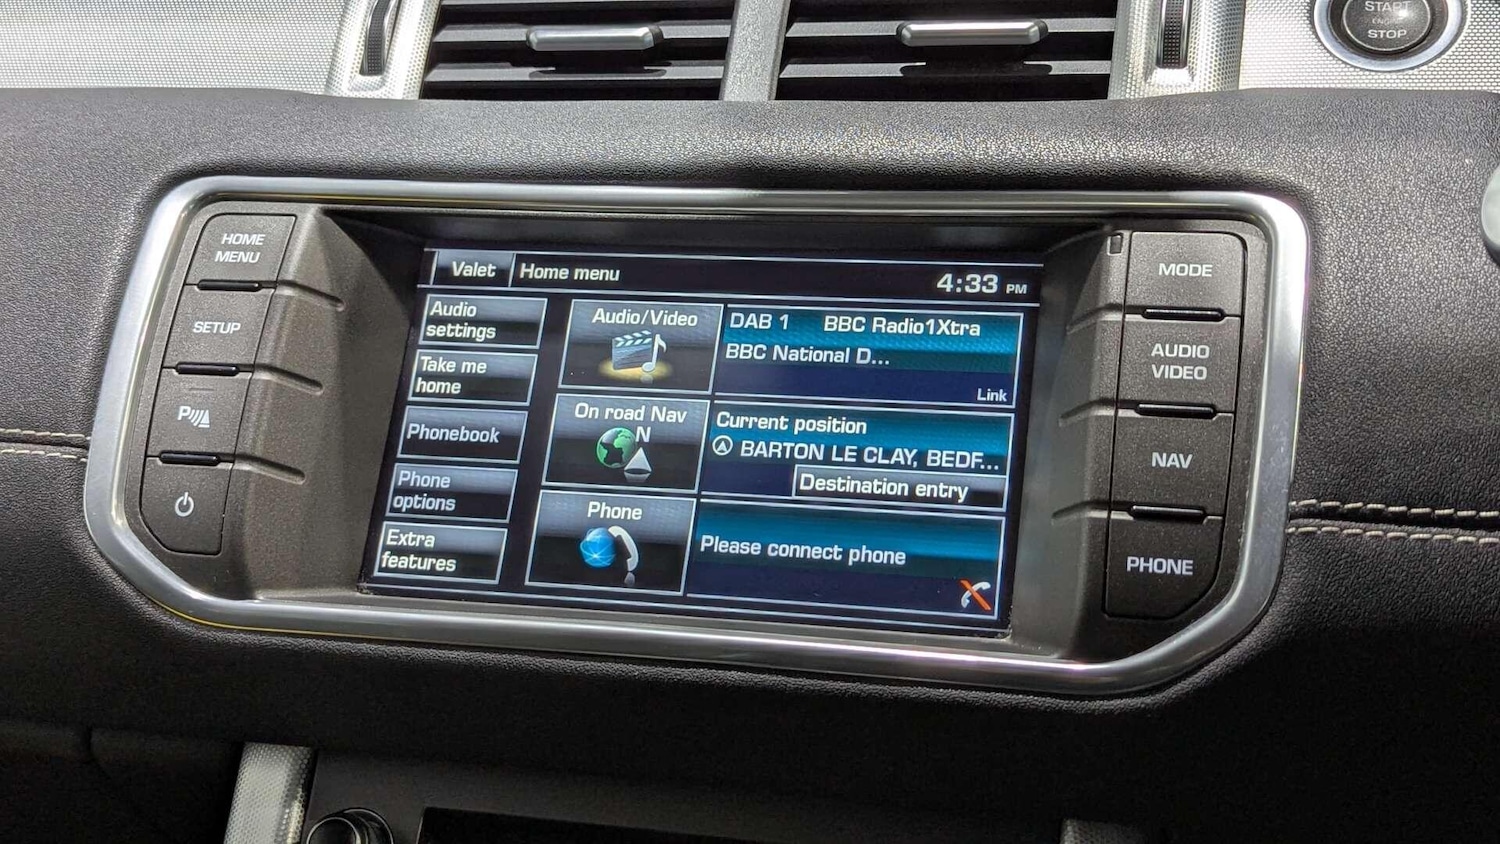 START
ENGINE
STOP
HOME
MENU
SETUP
P
Valet
Home menu
4:33 PM
Audio
settings
Take me
home
Phonebook
Phone
options
Extra
features
Audio/Video
On road Nav
N
Phone
DAB 1 BBC Radio1Xtra
BBC National D...
Link
Current position
BARTON LE CLAY, BEDF...
Destination entry
Please connect phone
MODE
AUDIO
VIDEO
NAV
PHONE